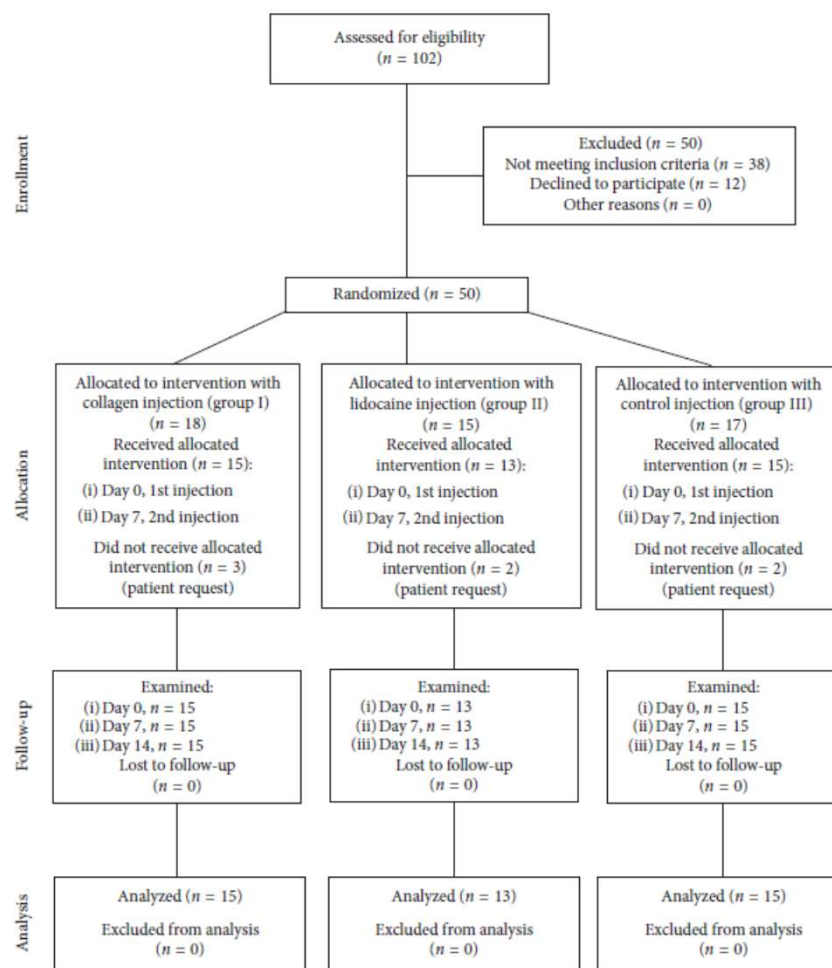 Assessed for eligibility
(n = 102)
Enrollment
Excluded (n = 50)
Not meeting inclusion criteria (n = 38)
Declined to participate (n = 12)
Other reasons (n = 0)
Randomized (n = 50)
Allocation
Allocated to intervention with
collagen injection (group I)
(n = 18)
Received allocated
intervention (n = 15):
(i) Day 0, 1st injection
(ii) Day 7, 2nd injection
Did not receive allocated
intervention (n = 3)
(patient request)
Allocated to intervention with
lidocaine injection (group II)
(n = 15)
Received allocated
intervention (n = 13):
(i) Day 0, 1st injection
(ii) Day 7, 2nd injection
Did not receive allocated
intervention (n = 2)
(patient request)
Allocated to intervention with
control injection (group III)
(n = 17)
Received allocated
intervention (n = 15):
(i) Day 0, 1st injection
(ii) Day 7, 2nd injection
Did not receive allocated
intervention (n = 2)
(patient request)
Follow-up
Examined:
(i) Day 0, n = 15
(ii) Day 7, n = 15
(iii) Day 14, n = 15
Lost to follow-up
(n = 0)
Examined:
(i) Day 0, n = 13
(ii) Day 7, n = 13
(iii) Day 14, n = 13
Lost to follow-up
(n = 0)
Examined:
(i) Day 0, n = 15
(ii) Day 7, n = 15
(iii) Day 14, n = 15
Lost to follow-up
(n = 0)
Analysis
Analyzed (n = 15)
Excluded from analysis
(n = 0)
Analyzed (n = 13)
Excluded from analysis
(n = 0)
Analyzed (n = 15)
Excluded from analysis
(n = 0)